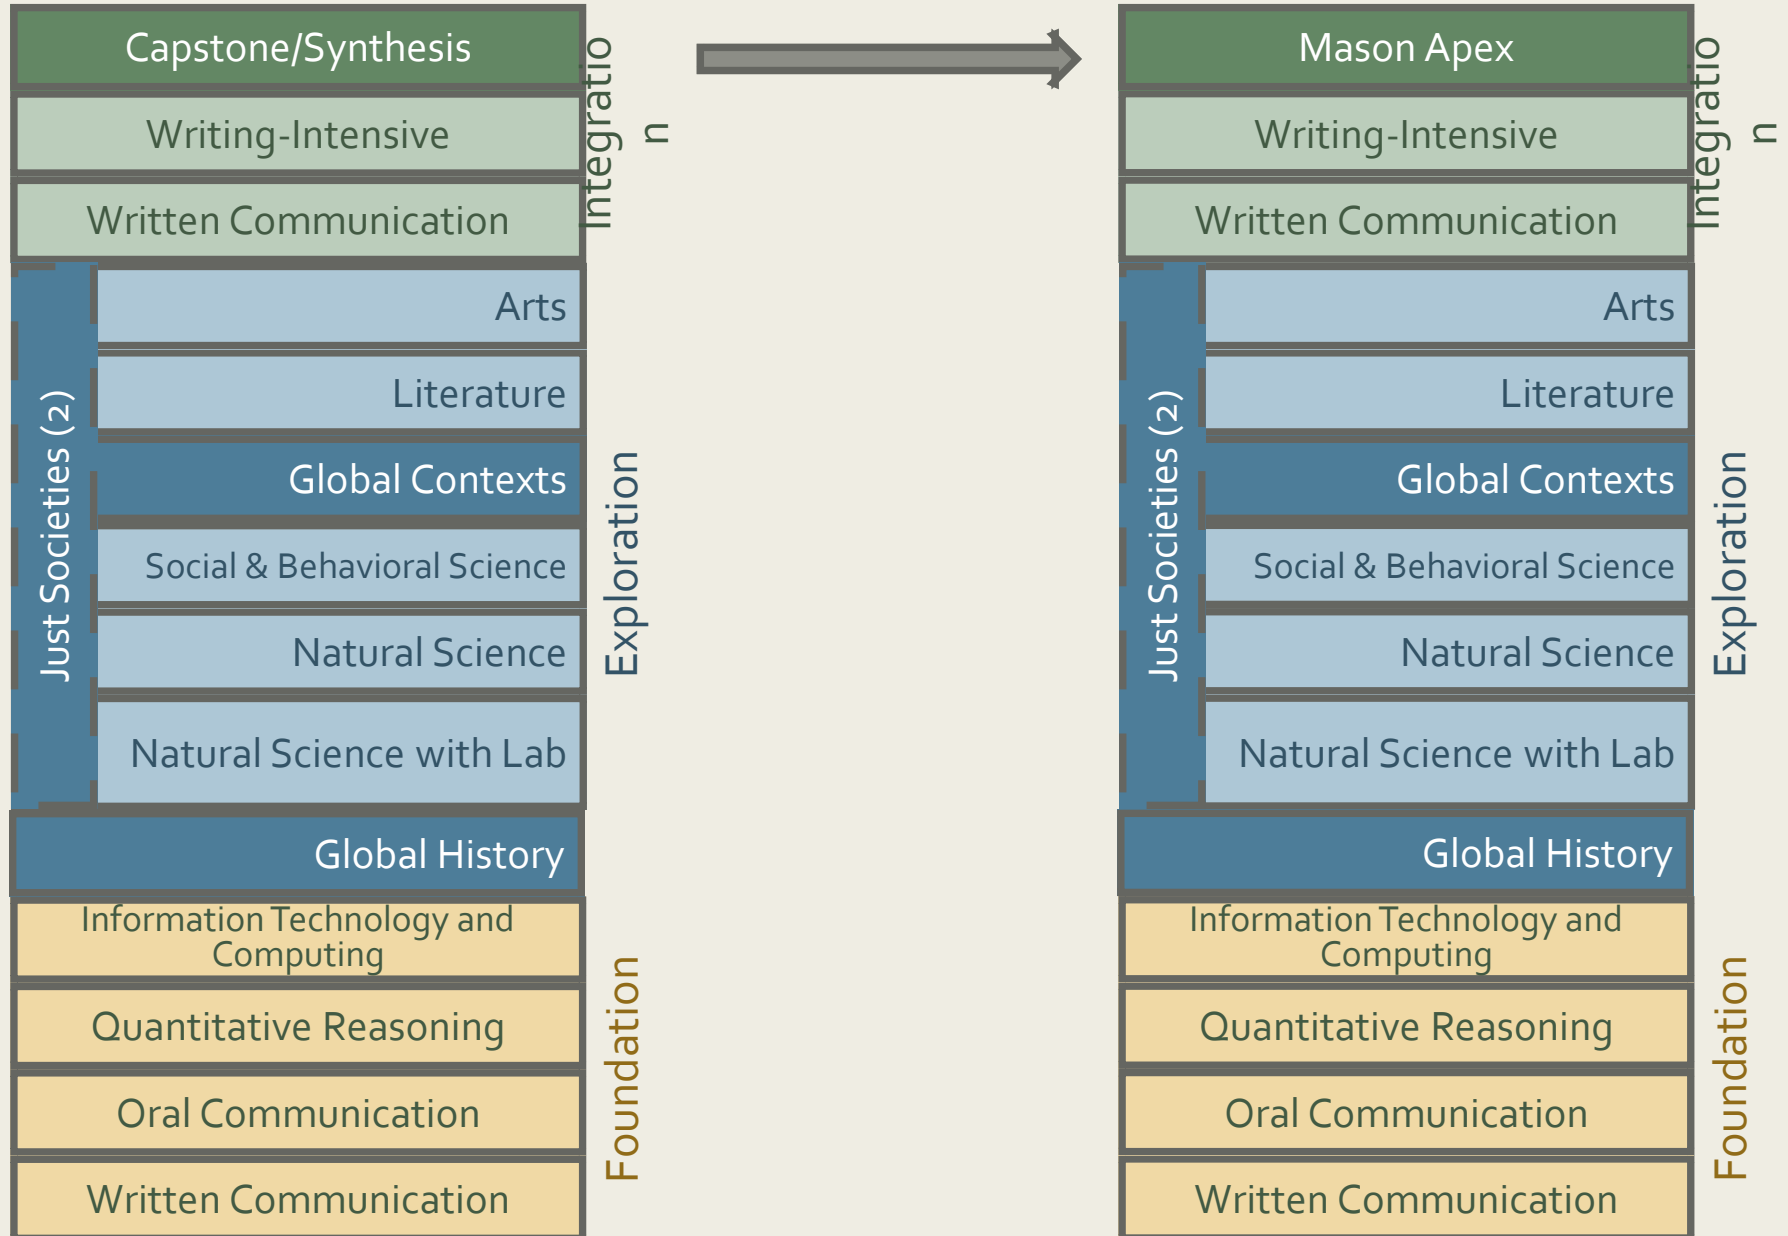 Capstone/Synthesis
Writing-Intensive
Written Communication
Integratio
n
Just Societies (2)
Arts
Literature
Global Contexts
Social & Behavioral Science
Natural Science
Natural Science with Lab
Exploration
Global History
Information Technology and
Computing
Quantitative Reasoning
Oral Communication
Written Communication
Foundation
Mason Apex
Writing-Intensive
Written Communication
Integratio
n
Just Societies (2)
Arts
Literature
Global Contexts
Social & Behavioral Science
Natural Science
Natural Science with Lab
Exploration
Global History
Information Technology and
Computing
Quantitative Reasoning
Oral Communication
Written Communication
Foundation